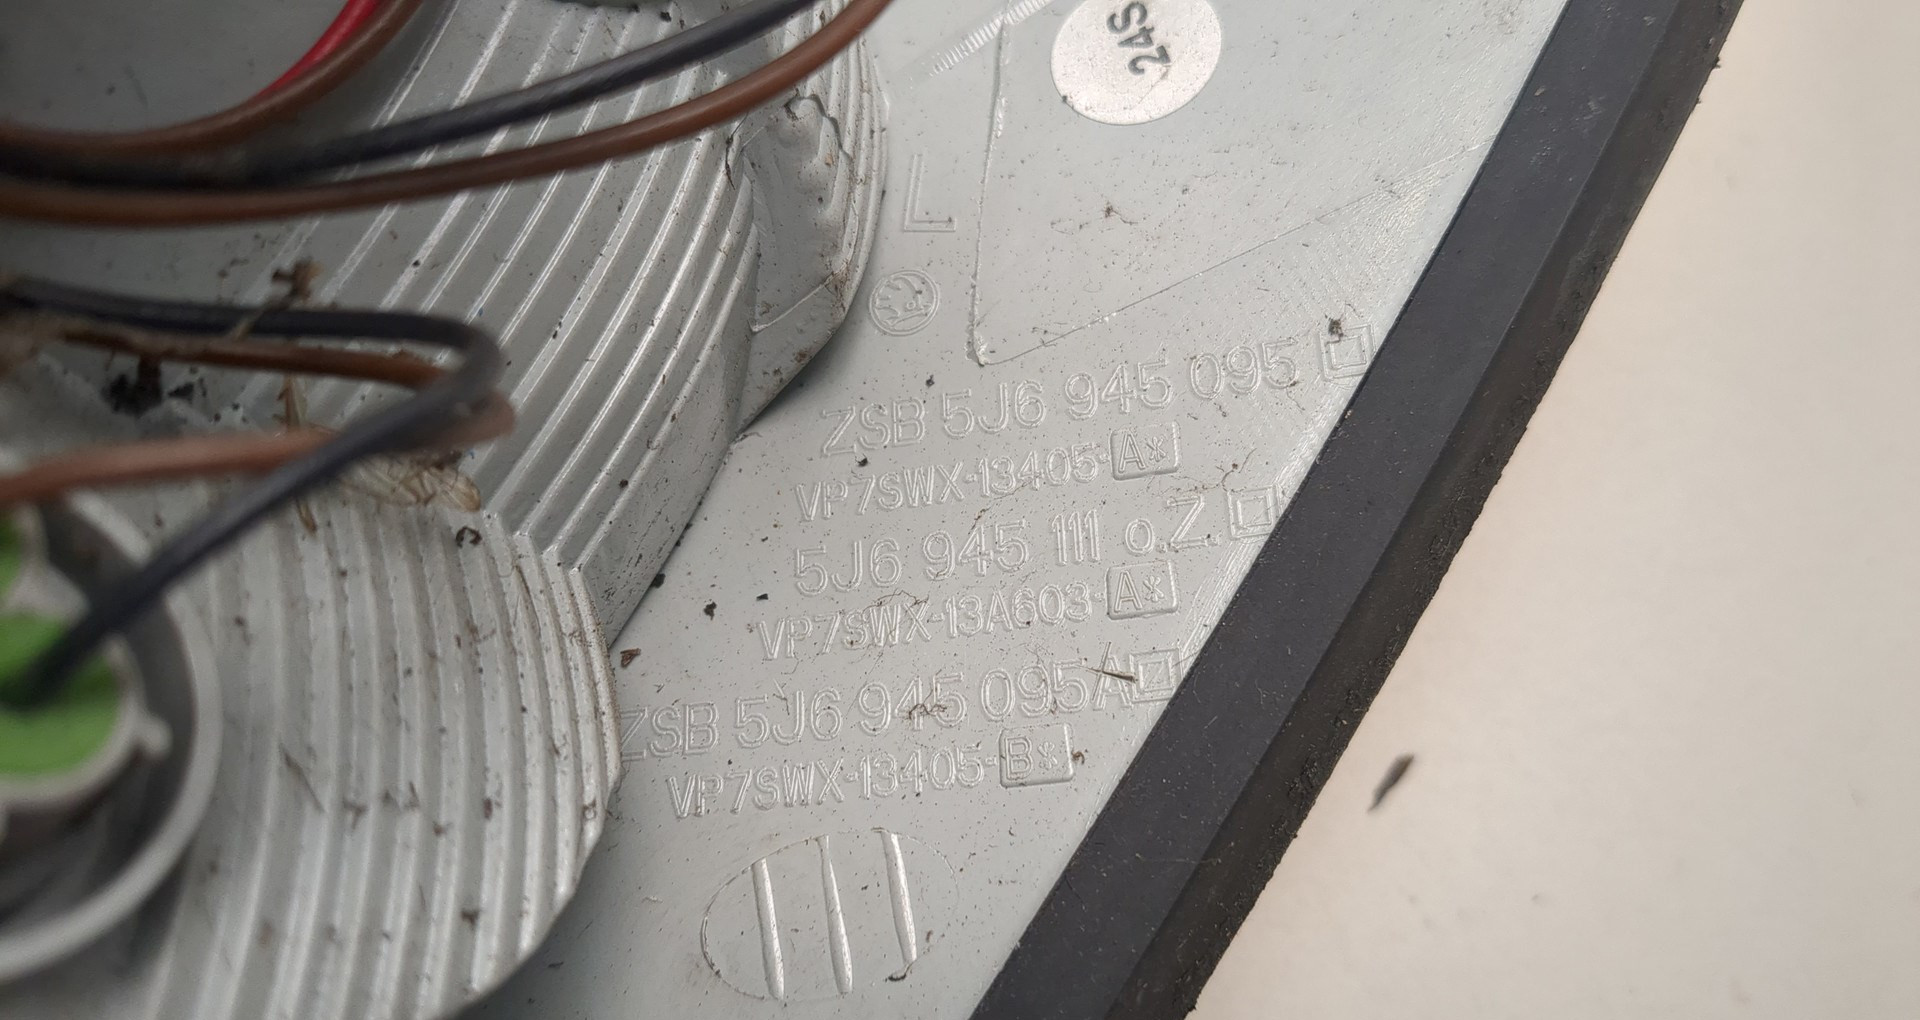 24S
L
ZSB 5J6 945 095
VP7SWX-13405-A*
5J6 945 111 o.Z.
VP7SWX-13A603-A*
ZSB 5J6 945 095A
VP7SWX-13405-B*